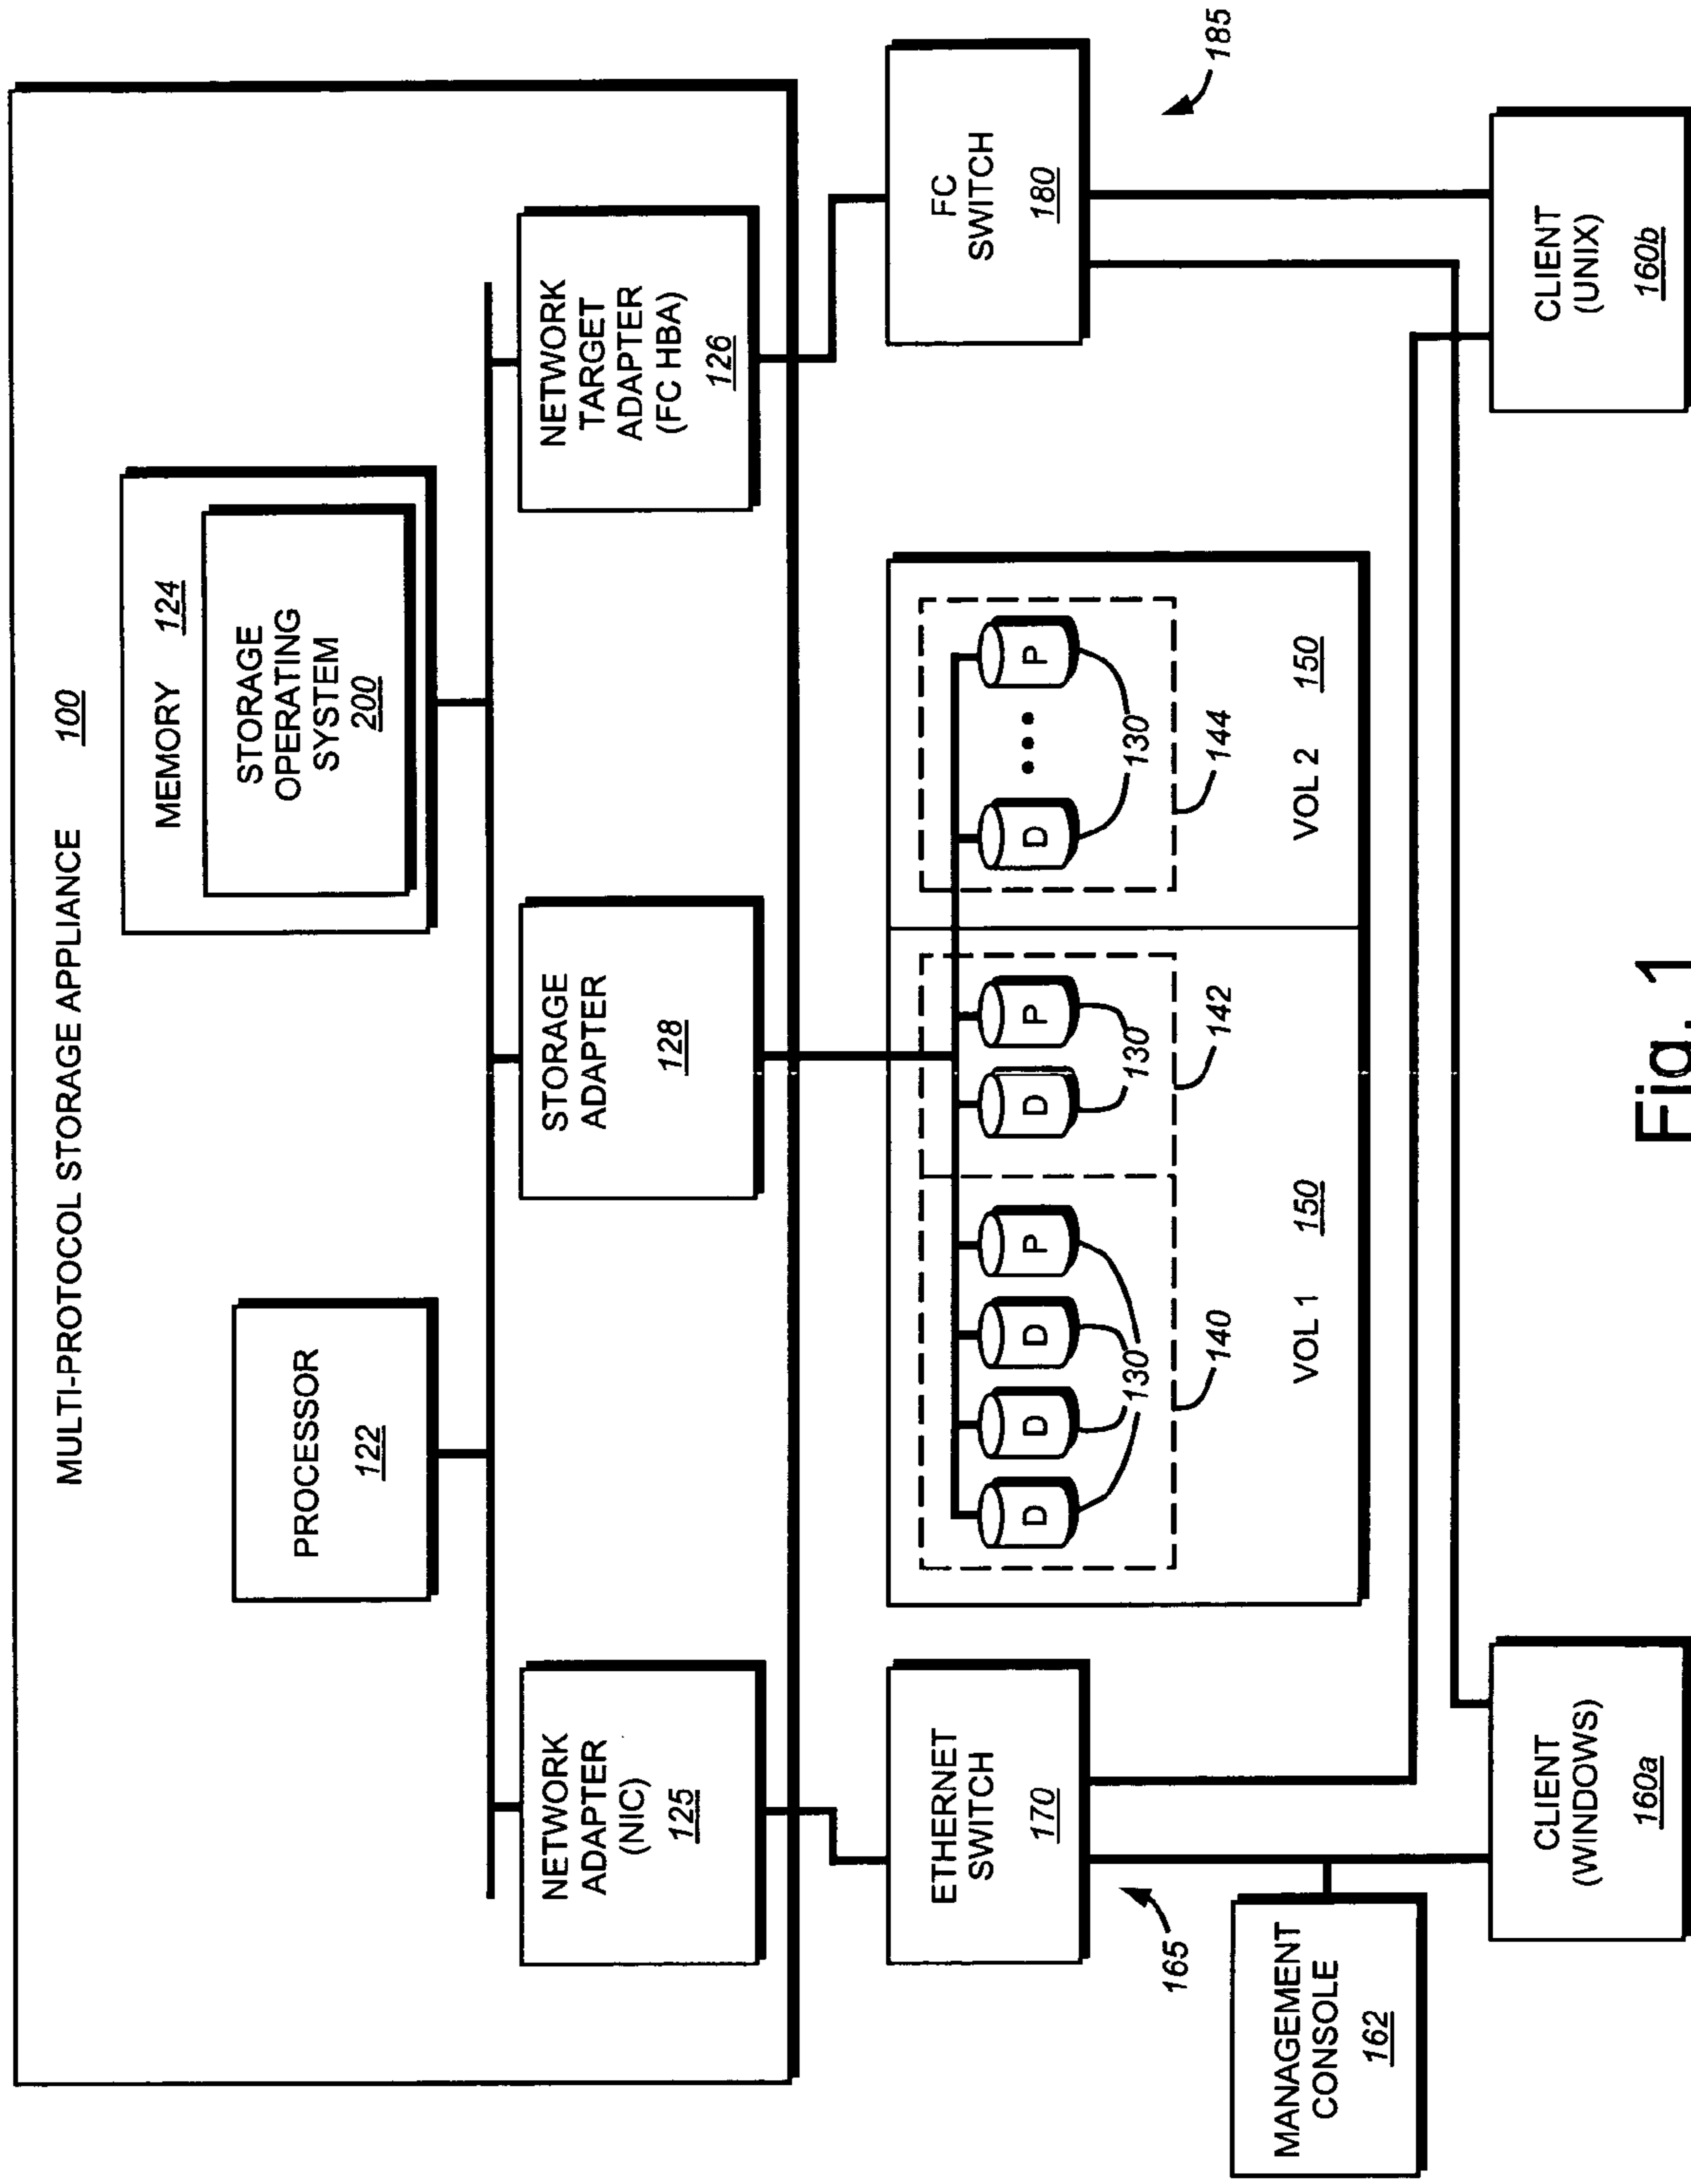 MULTI-PROTOCOL STORAGE APPLIANCE 100
PROCESSOR
122
MEMORY 124
STORAGE
OPERATING
SYSTEM
200
NETWORK
ADAPTER
(NIC)
125
STORAGE
ADAPTER
128
NETWORK
TARGET
ADAPTER
(FC HBA)
126
ETHERNET
SWITCH
170
165
D D D P
130
140
D P
130
142
VOL 1 150
D P
130
144
VOL 2 150
FC
SWITCH
180
185
MANAGEMENT
CONSOLE
162
CLIENT
(WINDOWS)
160a
CLIENT
(UNIX)
160b
Fig. 1